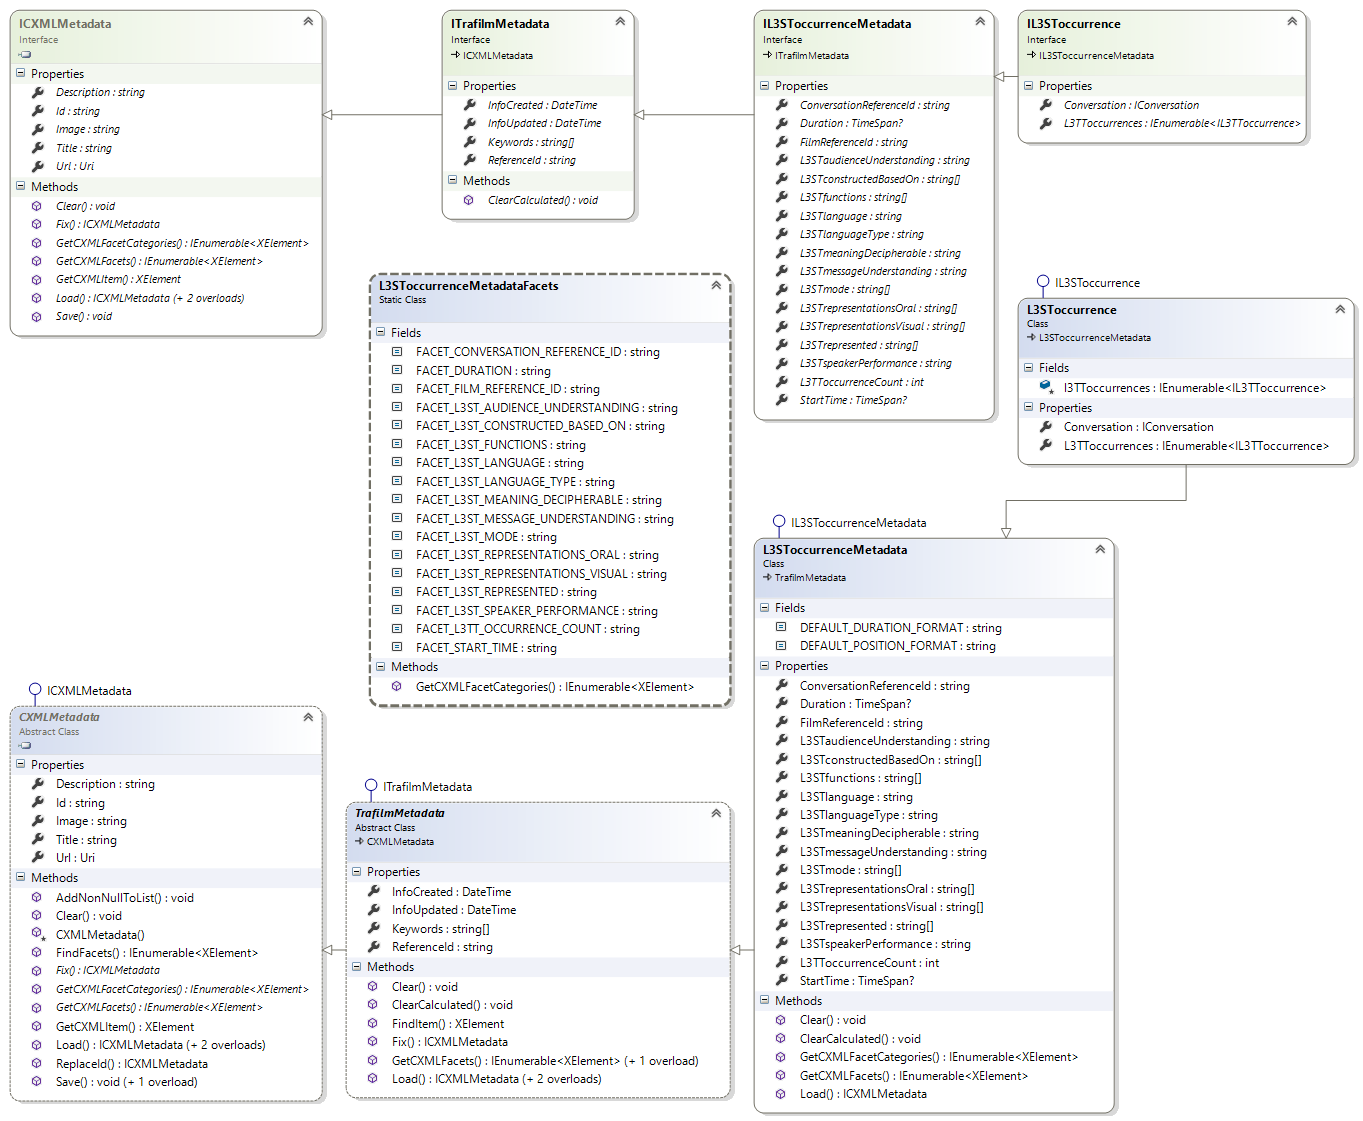 ICXMLMetadata
Interface
Properties
Description : string
Id : string
Image : string
Title : string
Url : Uri
Methods
Clear() : void
Fix() : ICXMLMetadata
GetCXMLFacetCategories() : IEnumerable<XElement>
GetCXMLFacets() : IEnumerable<XElement>
GetCXMLItem() : XElement
Load() : ICXMLMetadata (+ 2 overloads)
Save() : void
ITrafilmMetadata
Interface
ICXMLMetadata
Properties
InfoCreated : DateTime
InfoUpdated : DateTime
Keywords : string[]
ReferenceId : string
Methods
ClearCalculated() : void
IL3SToccurrenceMetadata
Interface
ITrafilmMetadata
Properties
ConversationReferenceId : string
Duration : TimeSpan?
FilmReferenceId : string
L3STaudienceUnderstanding : string
L3STconstructedBasedOn : string[]
L3STfunctions : string[]
L3STlanguage : string
L3STlanguageType : string
L3STmeaningDecipherable : string
L3STmessageUnderstanding : string
L3STmode : string[]
L3STrepresentationsOral : string[]
L3STrepresentationsVisual : string[]
L3STrepresented : string[]
L3STspeakerPerformance : string
L3TToccurrenceCount : int
StartTime : TimeSpan?
IL3SToccurrence
Interface
IL3SToccurrenceMetadata
Properties
Conversation : IConversation
L3TToccurrences : IEnumerable<IL3TToccurrence>
L3SToccurrenceMetadataFacets
Static Class
Fields
FACET_CONVERSATION_REFERENCE_ID : string
FACET_DURATION : string
FACET_FILM_REFERENCE_ID : string
FACET_L3ST_AUDIENCE_UNDERSTANDING : string
FACET_L3ST_CONSTRUCTED_BASED_ON : string
FACET_L3ST_FUNCTIONS : string
FACET_L3ST_LANGUAGE : string
FACET_L3ST_LANGUAGE_TYPE : string
FACET_L3ST_MEANING_DECIPHERABLE : string
FACET_L3ST_MESSAGE_UNDERSTANDING : string
FACET_L3ST_MODE : string
FACET_L3ST_REPRESENTATIONS_ORAL : string
FACET_L3ST_REPRESENTATIONS_VISUAL : string
FACET_L3ST_REPRESENTED : string
FACET_L3ST_SPEAKER_PERFORMANCE : string
FACET_L3TT_OCCURRENCE_COUNT : string
FACET_START_TIME : string
Methods
GetCXMLFacetCategories() : IEnumerable<XElement>
IL3SToccurrence
L3SToccurrence
Class
L3SToccurrenceMetadata
Fields
l3TToccurrences : IEnumerable<IL3TToccurrence>
Properties
Conversation : IConversation
L3TToccurrences : IEnumerable<IL3TToccurrence>
IL3SToccurrenceMetadata
L3SToccurrenceMetadata
Class
TrafilmMetadata
Fields
DEFAULT_DURATION_FORMAT : string
DEFAULT_POSITION_FORMAT : string
Properties
ConversationReferenceId : string
Duration : TimeSpan?
FilmReferenceId : string
L3STaudienceUnderstanding : string
L3STconstructedBasedOn : string[]
L3STfunctions : string[]
L3STlanguage : string
L3STlanguageType : string
L3STmeaningDecipherable : string
L3STmessageUnderstanding : string
L3STmode : string[]
L3STrepresentationsOral : string[]
L3STrepresentationsVisual : string[]
L3STrepresented : string[]
L3STspeakerPerformance : string
L3TToccurrenceCount : int
StartTime : TimeSpan?
Methods
Clear() : void
ClearCalculated() : void
GetCXMLFacetCategories() : IEnumerable<XElement>
GetCXMLFacets() : IEnumerable<XElement>
Load() : ICXMLMetadata
ICXMLMetadata
CXMLMetadata
Abstract Class
Properties
Description : string
Id : string
Image : string
Title : string
Url : Uri
Methods
AddNonNullToList() : void
Clear() : void
CXMLMetadata()
FindFacets() : IEnumerable<XElement>
Fix() : ICXMLMetadata
GetCXMLFacetCategories() : IEnumerable<XElement>
GetCXMLFacets() : IEnumerable<XElement>
GetCXMLItem() : XElement
Load() : ICXMLMetadata (+ 2 overloads)
ReplaceId() : ICXMLMetadata
Save() : void (+ 1 overload)
ITrafilmMetadata
TrafilmMetadata
Abstract Class
CXMLMetadata
Properties
InfoCreated : DateTime
InfoUpdated : DateTime
Keywords : string[]
ReferenceId : string
Methods
Clear() : void
ClearCalculated() : void
FindItem() : XElement
Fix() : ICXMLMetadata
GetCXMLFacets() : IEnumerable<XElement> (+ 1 overload)
Load() : ICXMLMetadata (+ 2 overloads)